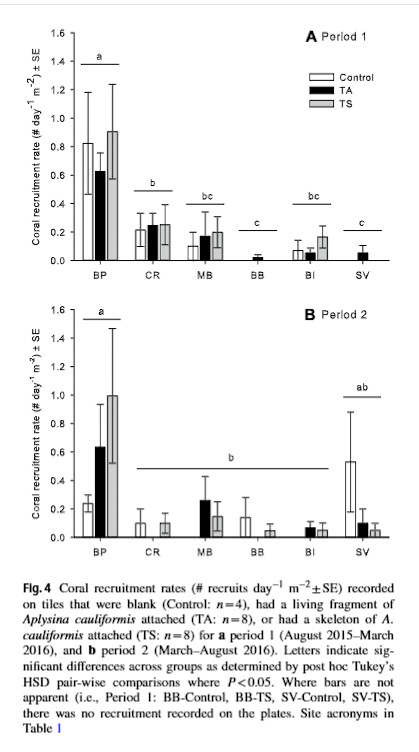 A Period 1
1.6
1.4
1.2
1.0
0.8
0.6
0.4
0.2
0.0
Coral recruitment rate (# day-1 m-2) ± SE
a
b
bc
c
bc
c
Control
TA
TS
BP CR MB BB BI SV
B Period 2
1.6
1.4
1.2
1.0
0.8
0.6
0.4
0.2
0.0
Coral recruitment rate (# day-1 m-2) ± SE
a
b
ab
BP CR MB BB BI SV
Fig. 4 Coral recruitment rates (# recruits day−1 m−2±SE) recorded
on tiles that were blank (Control: n=4), had a living fragment of
Aplysina cauliformis attached (TA: n=8), or had a skeleton of A.
cauliformis attached (TS: n=8) for a period 1 (August 2015–March
2016), and b period 2 (March–August 2016). Letters indicate sig-
nificant differences across groups as determined by post hoc Tukey's
HSD pair-wise comparisons where P<0.05. Where bars are not
apparent (i.e., Period 1: BB-Control, BB-TS, SV-Control, SV-TS),
there was no recruitment recorded on the plates. Site acronyms in
Table 1